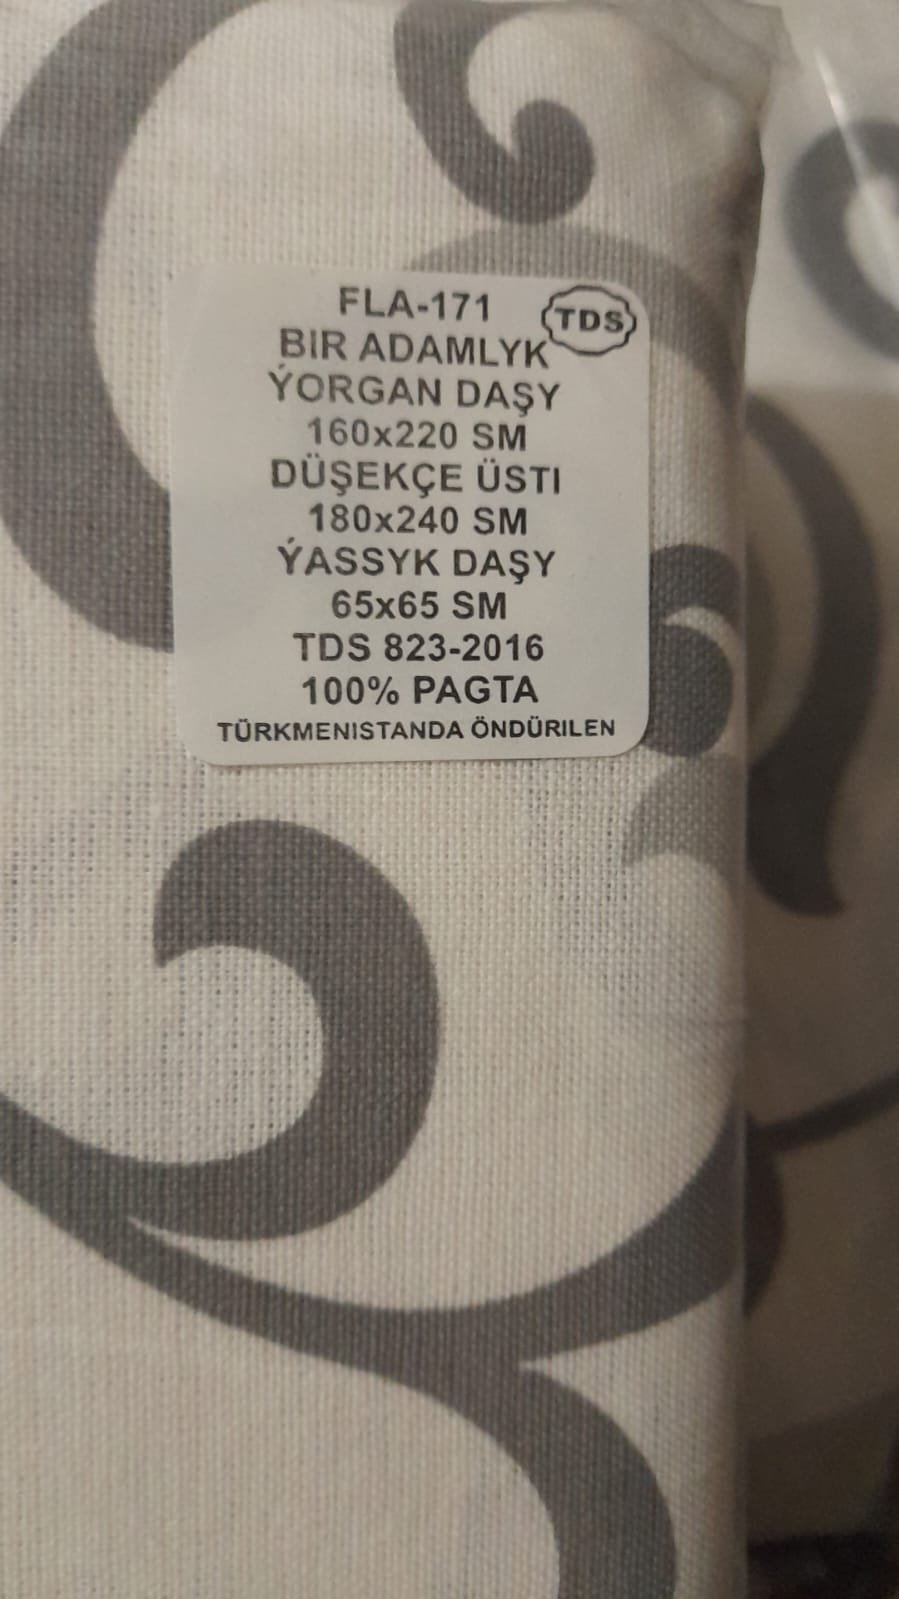 FLA-171
TDS
BIR ADAMLYK
ÝORGAN DAŞY
160x220 SM
DÜŞEKÇE ÜSTI
180x240 SM
ÝASSYK DAŞY
65x65 SM
TDS 823-2016
100% PAGTA
TÜRKMENISTANDA ÖNDÜRILEN